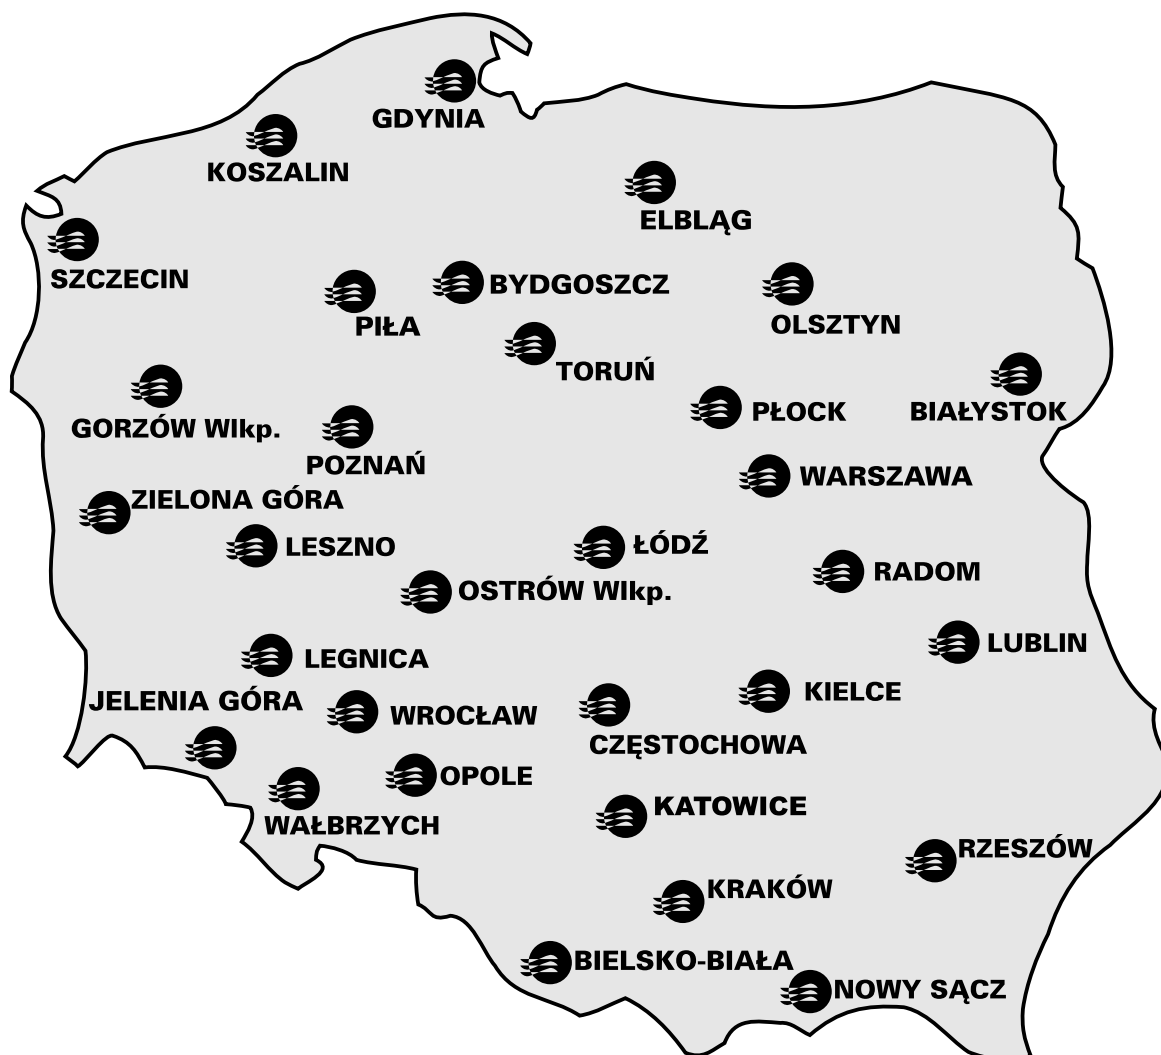 GDYNIA
KOSZALIN
ELBLĄG
SZCZECIN
BYDGOSZCZ
PIŁA
OLSZTYN
TORUŃ
PŁOCK
BIAŁYSTOK
GORZÓW Wlkp.
POZNAŃ
WARSZAWA
ZIELONA GÓRA
LESZNO
ŁÓDŹ
RADOM
OSTRÓW Wlkp.
LUBLIN
LEGNICA
KIELCE
JELENIA GÓRA
WROCŁAW
CZĘSTOCHOWA
OPOLE
KATOWICE
WAŁBRZYCH
RZESZÓW
KRAKÓW
BIELSKO-BIAŁA
NOWY SĄCZ